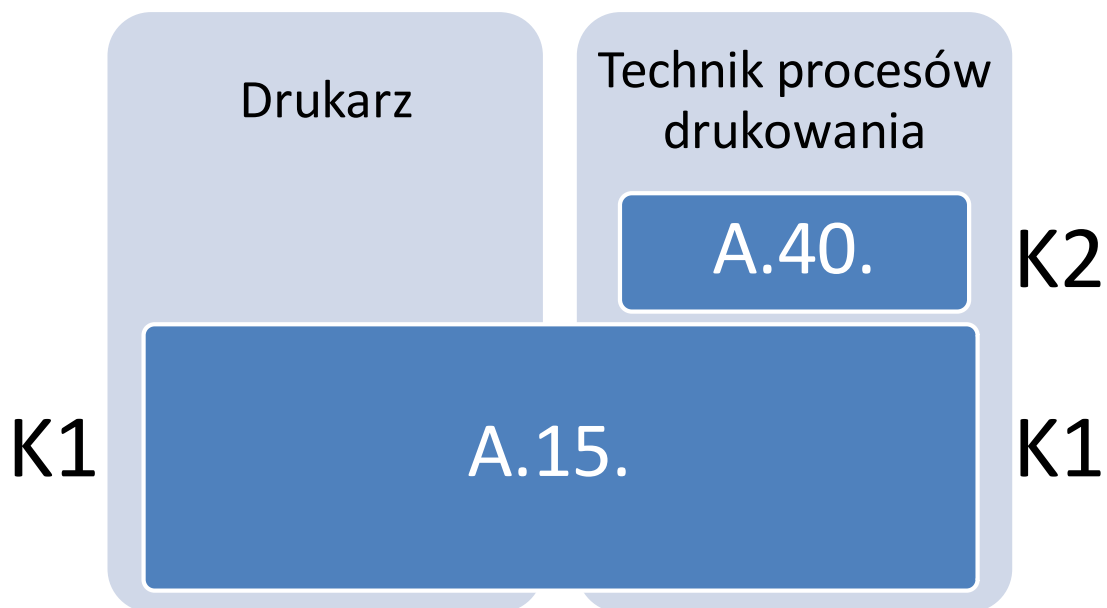 Drukarz
Technik procesów
drukowania
A.40.
K2
K1
A.15.
K1